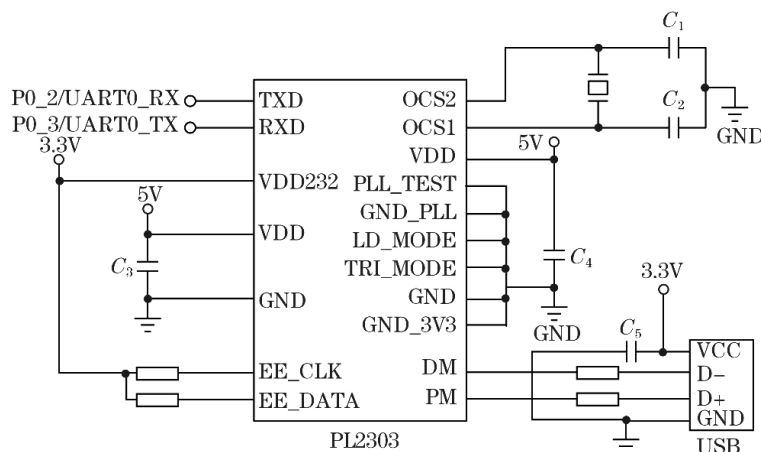 P0_2/UART0_RX
P0_3/UART0_TX
3.3V
5V
C3
TXD
RXD
VDD232
VDD
GND
EE_CLK
EE_DATA
OCS2
OCS1
VDD
PLL_TEST
GND_PLL
LD_MODE
TRI_MODE
GND
GND_3V3
DM
PM
PL2303
C1
C2
GND
5V
C4
GND
3.3V
C5
VCC
D−
D+
GND
USB